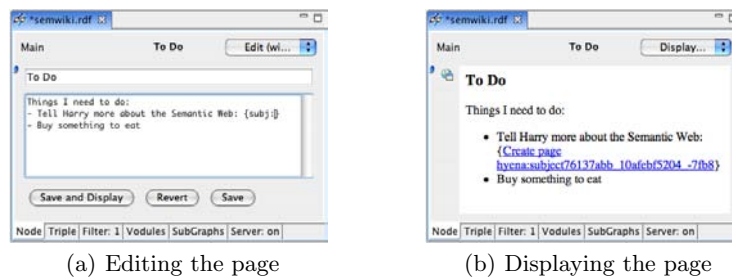 *semwiki.rdf
Main To Do Edit (wi...
To Do
Things I need to do:
- Tell Harry more about the Semantic Web: {subj:}
- Buy something to eat
Save and Display Revert Save
Node Triple Filter: 1 Vodules SubGraphs Server: on
(a) Editing the page
*semwiki.rdf
Main To Do Display...
To Do
Things I need to do:
• Tell Harry more about the Semantic Web:
{Create page
hyena:subject76137abb_10afebf5204_-7fb8}
• Buy something to eat
Node Triple Filter: 1 Vodules SubGraphs Server: on
(b) Displaying the page